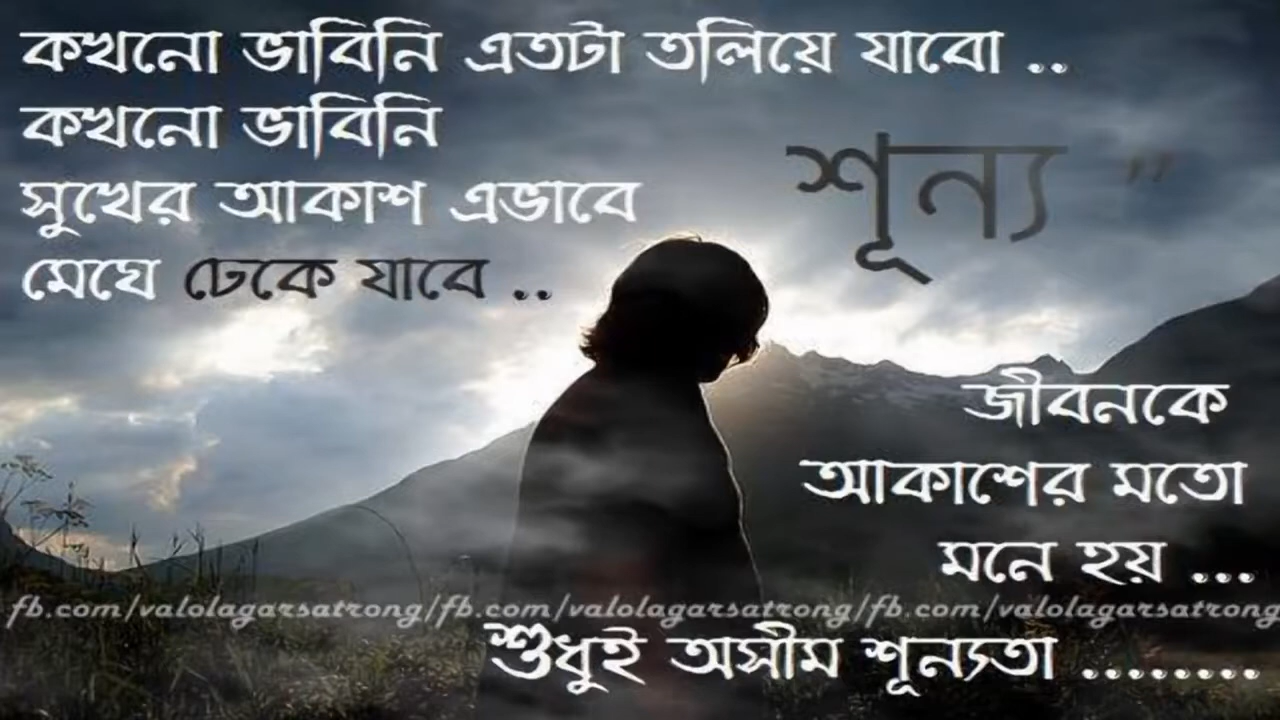 কখনো ভাবিনি এতটা তলিয়ে যাবো ..
কখনো ভাবিনি
শূন্য "
সুখের আকাশ এভাবে
মেঘে ঢেকে যাবে ..
জীবনকে
আকাশের মতো
মনে হয় ...
fb.com/valolagarsatrong/fb.com/valolagarsatrong/fb.com/valolagarsatrong
শুধুই অসীম শূন্যতা ........